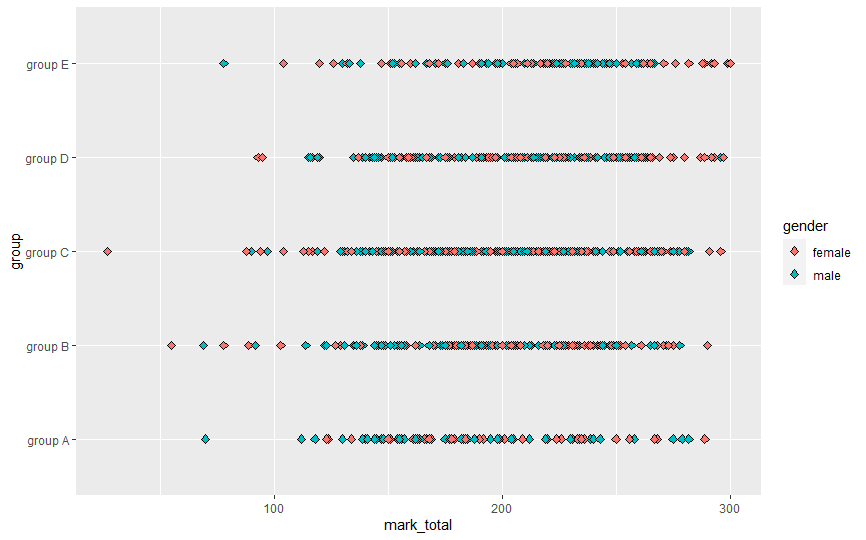 group E
group D
group C
group B
group A
group
100
200
300
mark_total
gender
female
male